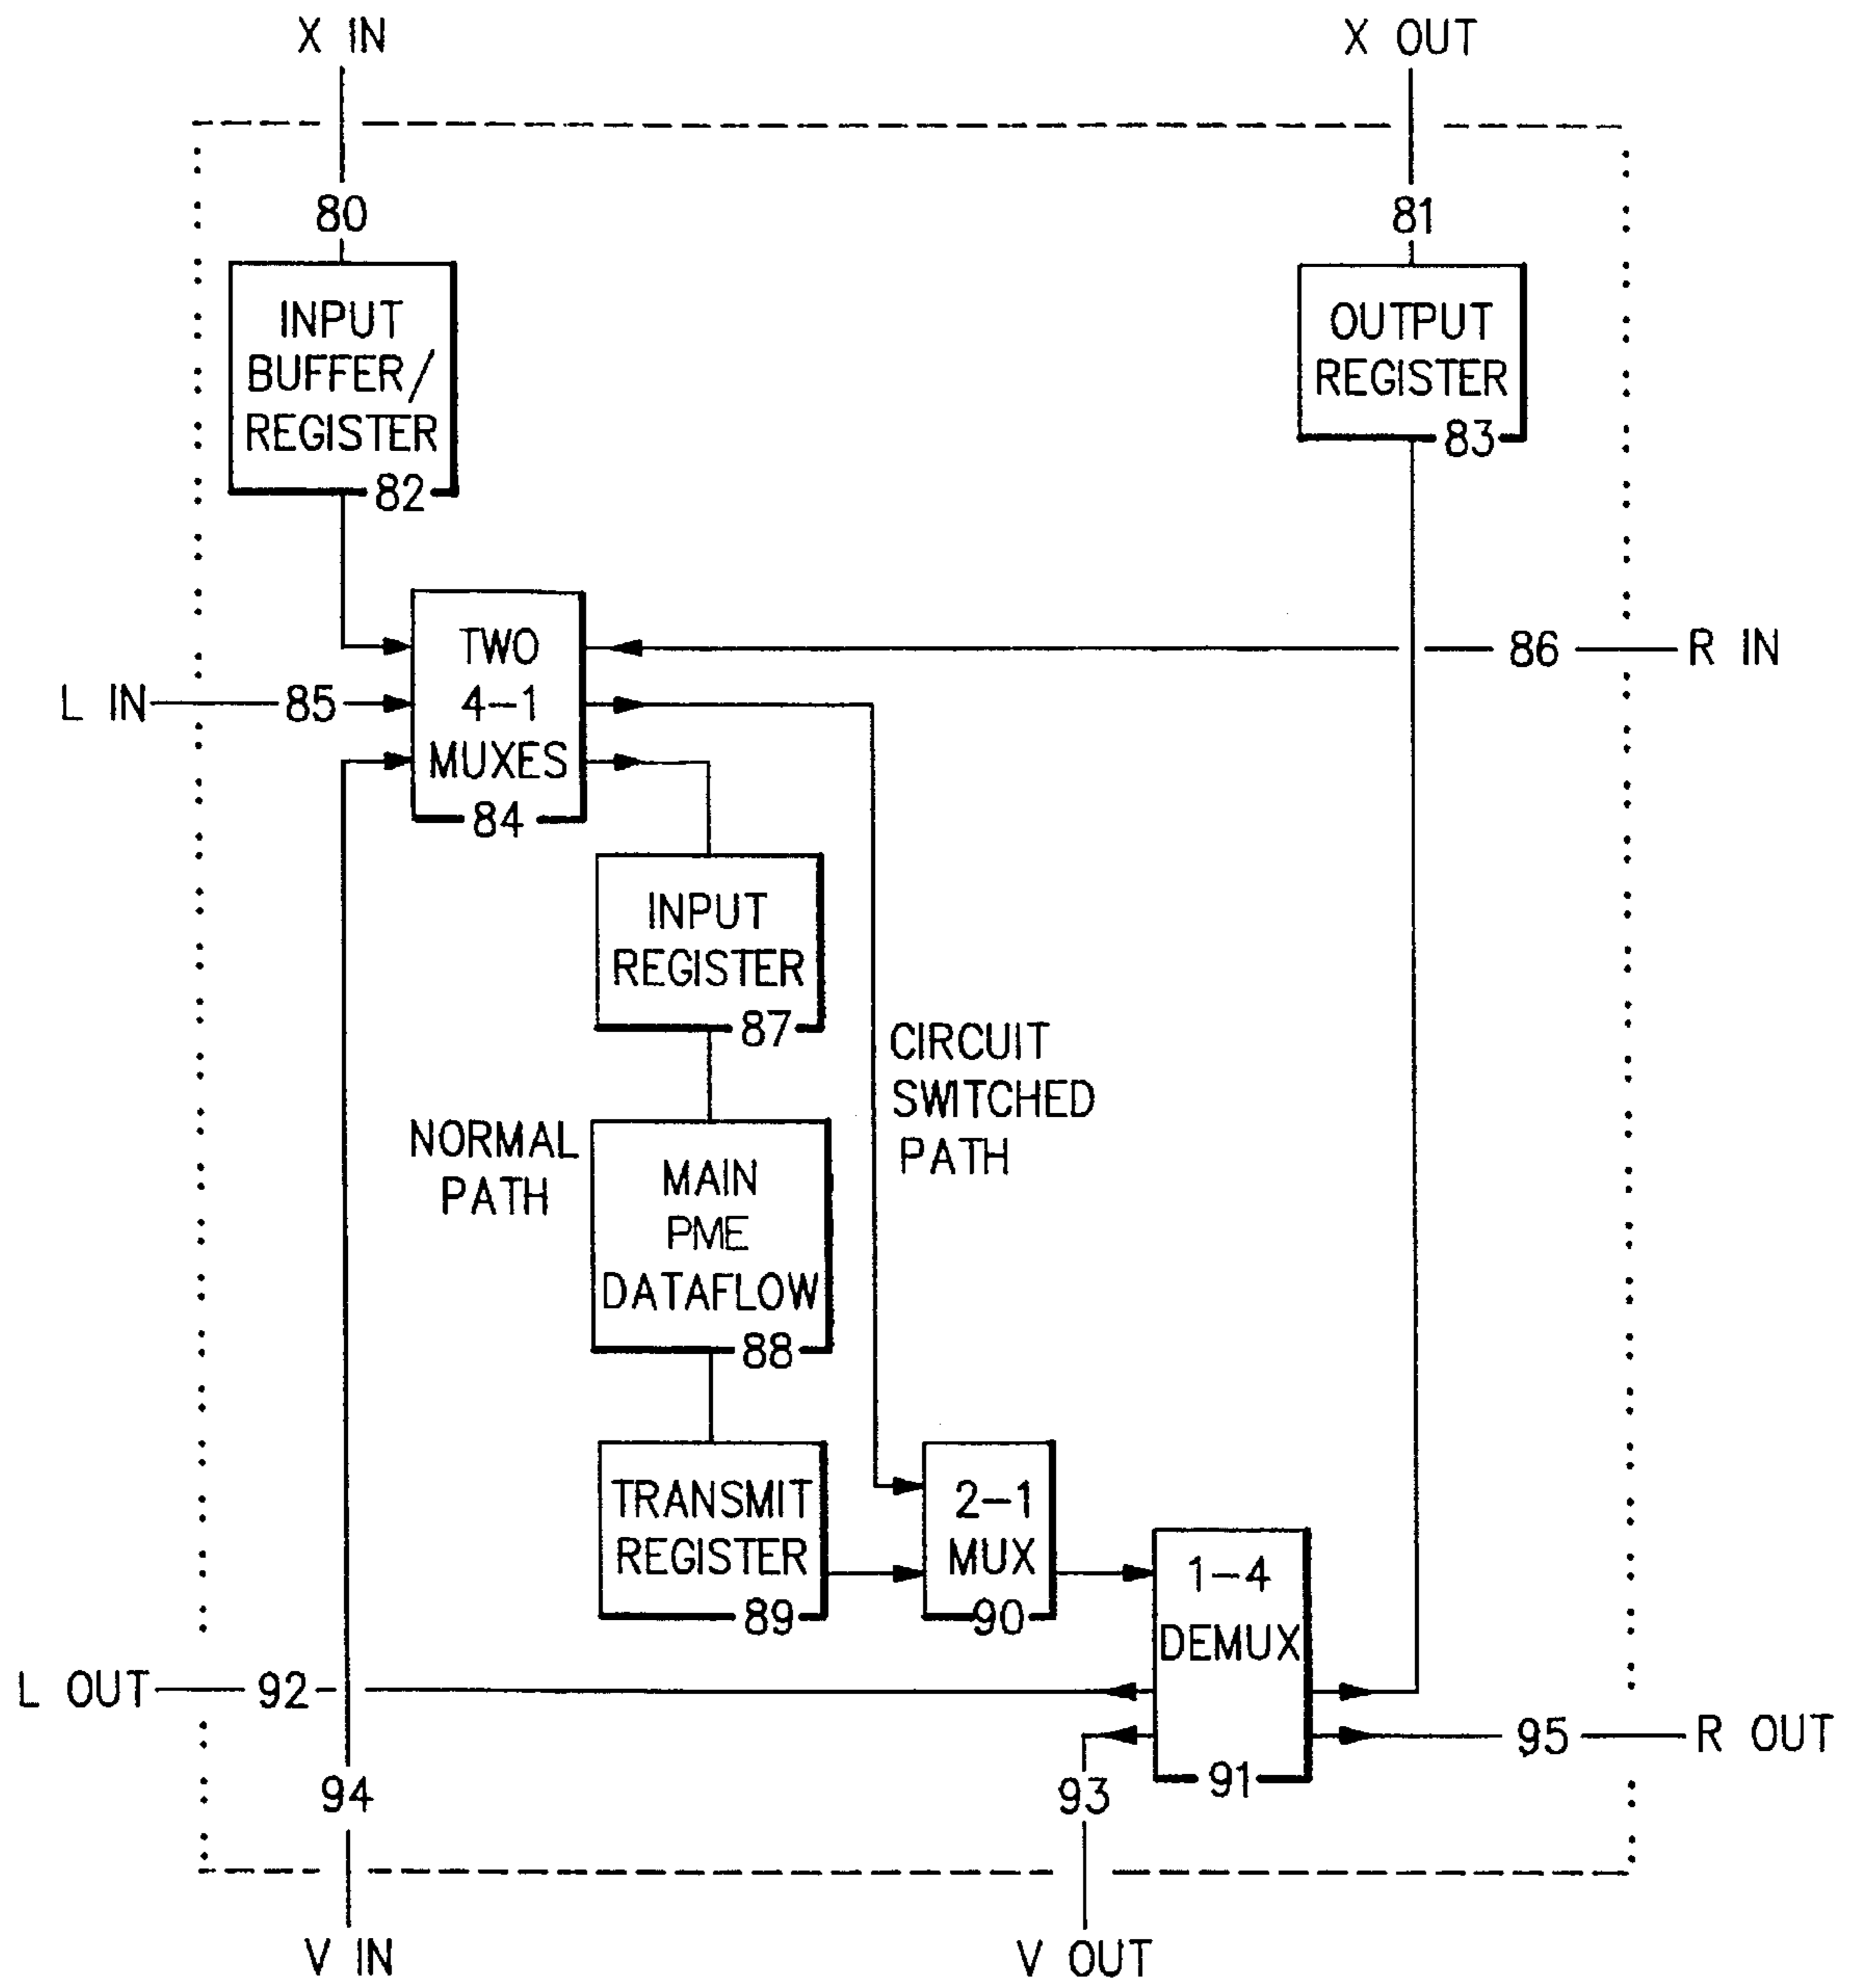 X IN
X OUT
80
81
INPUT
BUFFER/
REGISTER
82
OUTPUT
REGISTER
83
TWO
4-1
MUXES
84
L IN
85
86
R IN
INPUT
REGISTER
87
CIRCUIT
SWITCHED
PATH
NORMAL
PATH
MAIN
PME
DATAFLOW
88
TRANSMIT
REGISTER
89
2-1
MUX
90
1-4
DEMUX
91
L OUT
92
95
R OUT
94
93
V IN
V OUT